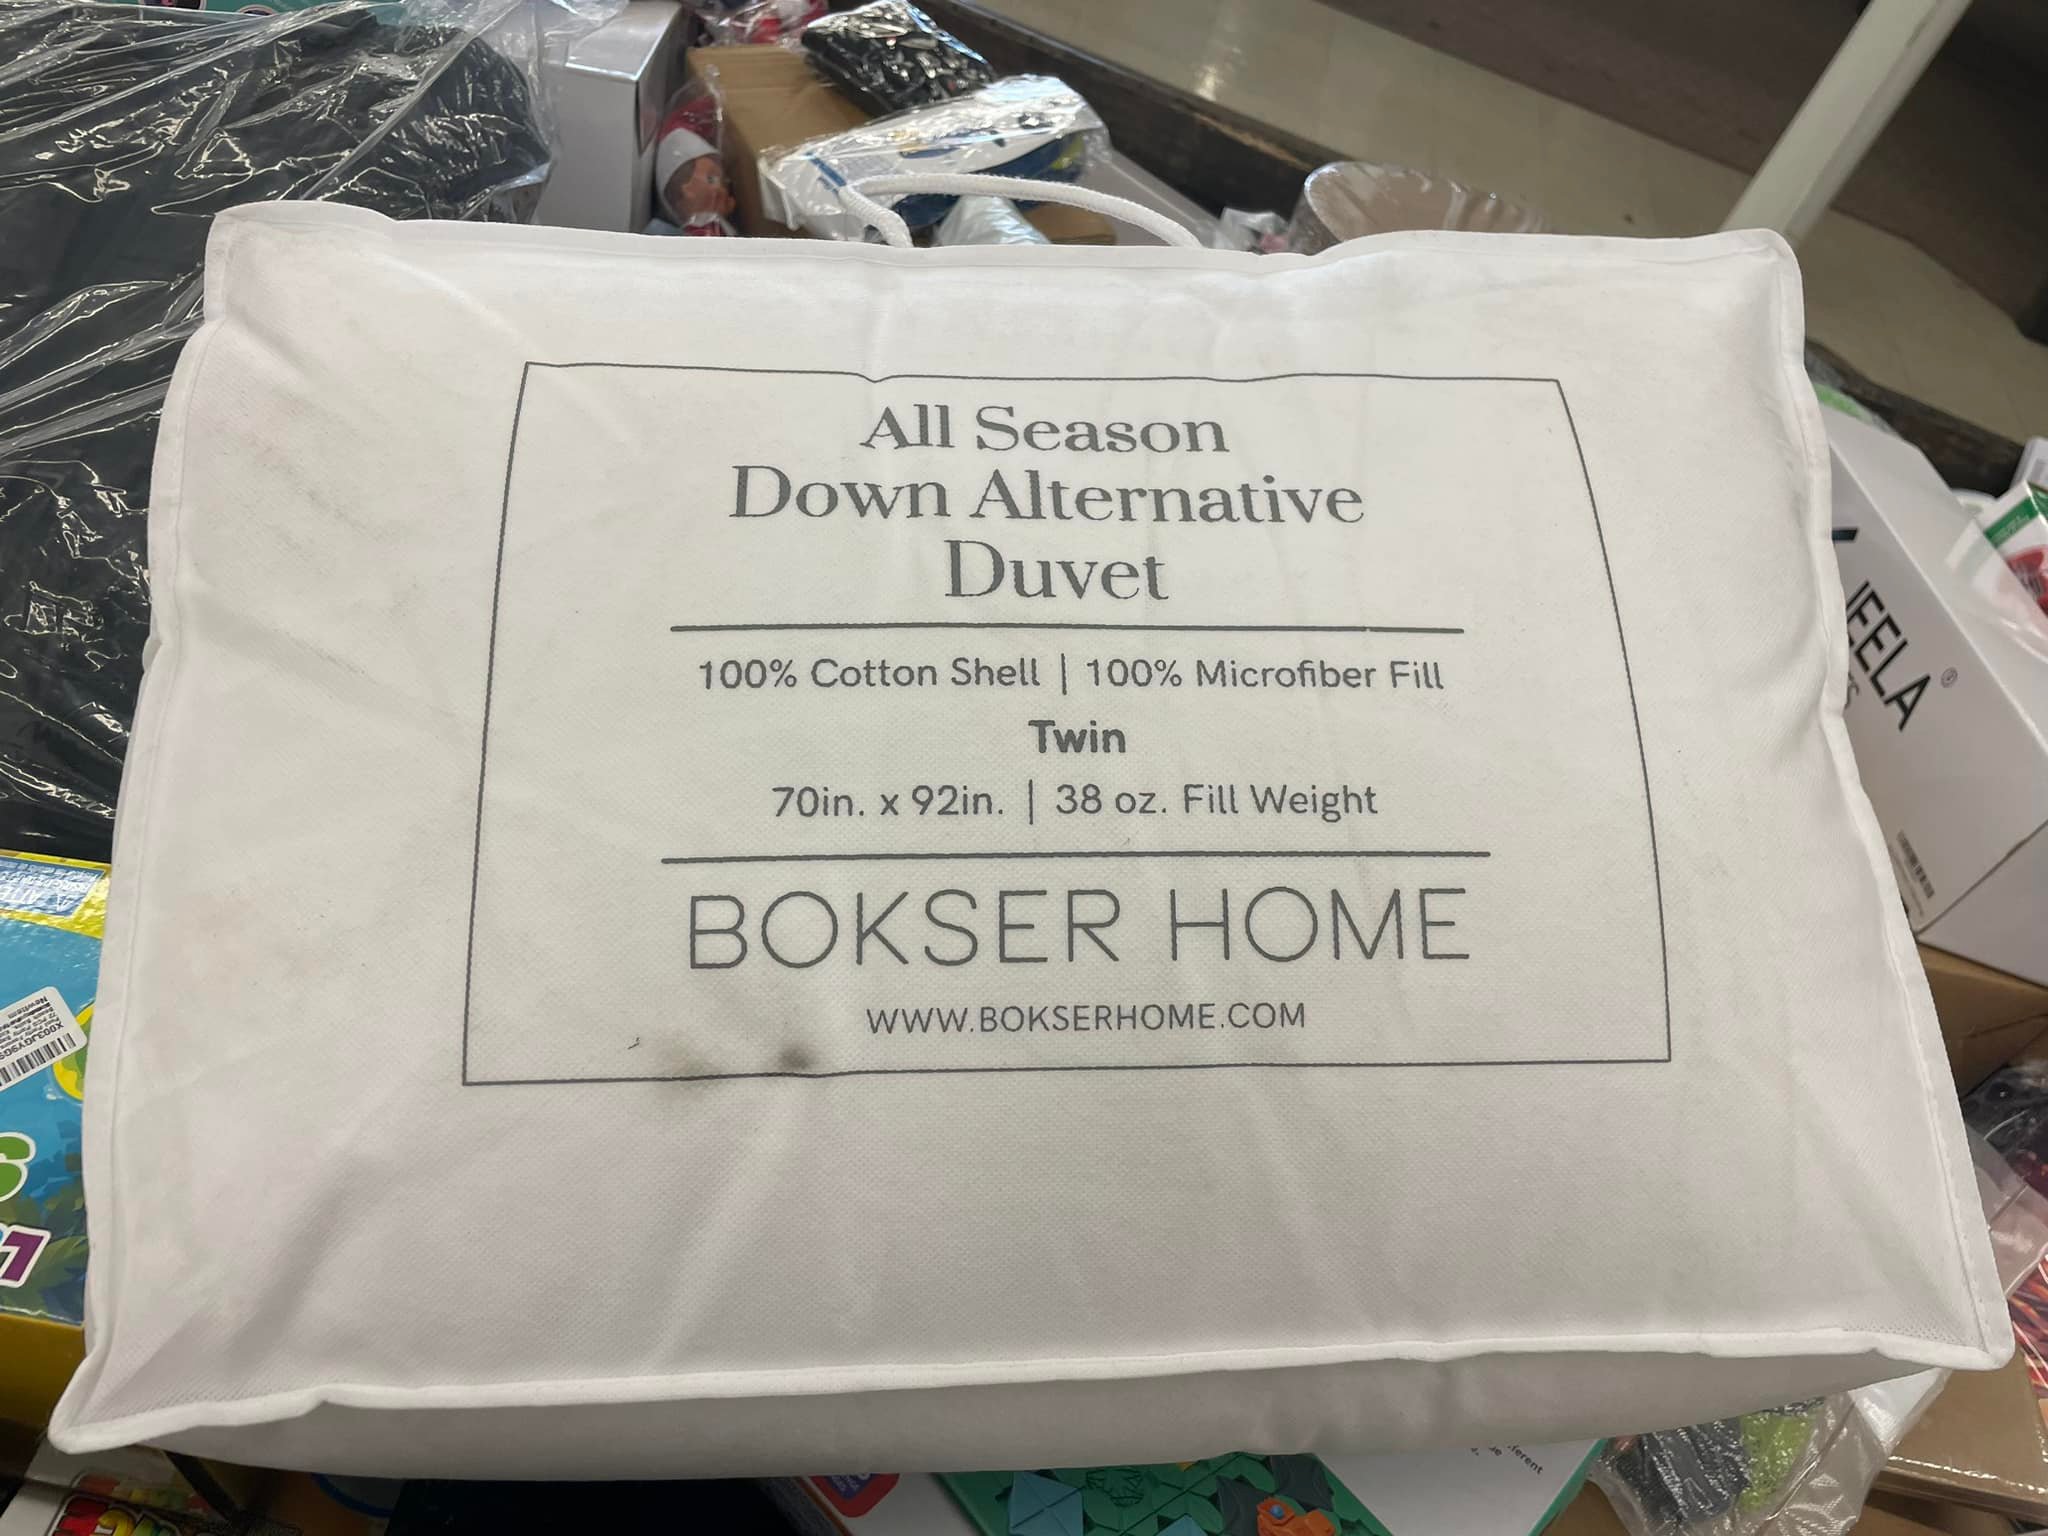 All Season
Down Alternative
Duvet
100% Cotton Shell | 100% Microfiber Fill
Twin
70in. x 92in. | 38 oz. Fill Weight
BOKSER HOME
WWW.BOKSERHOME.COM
EELA